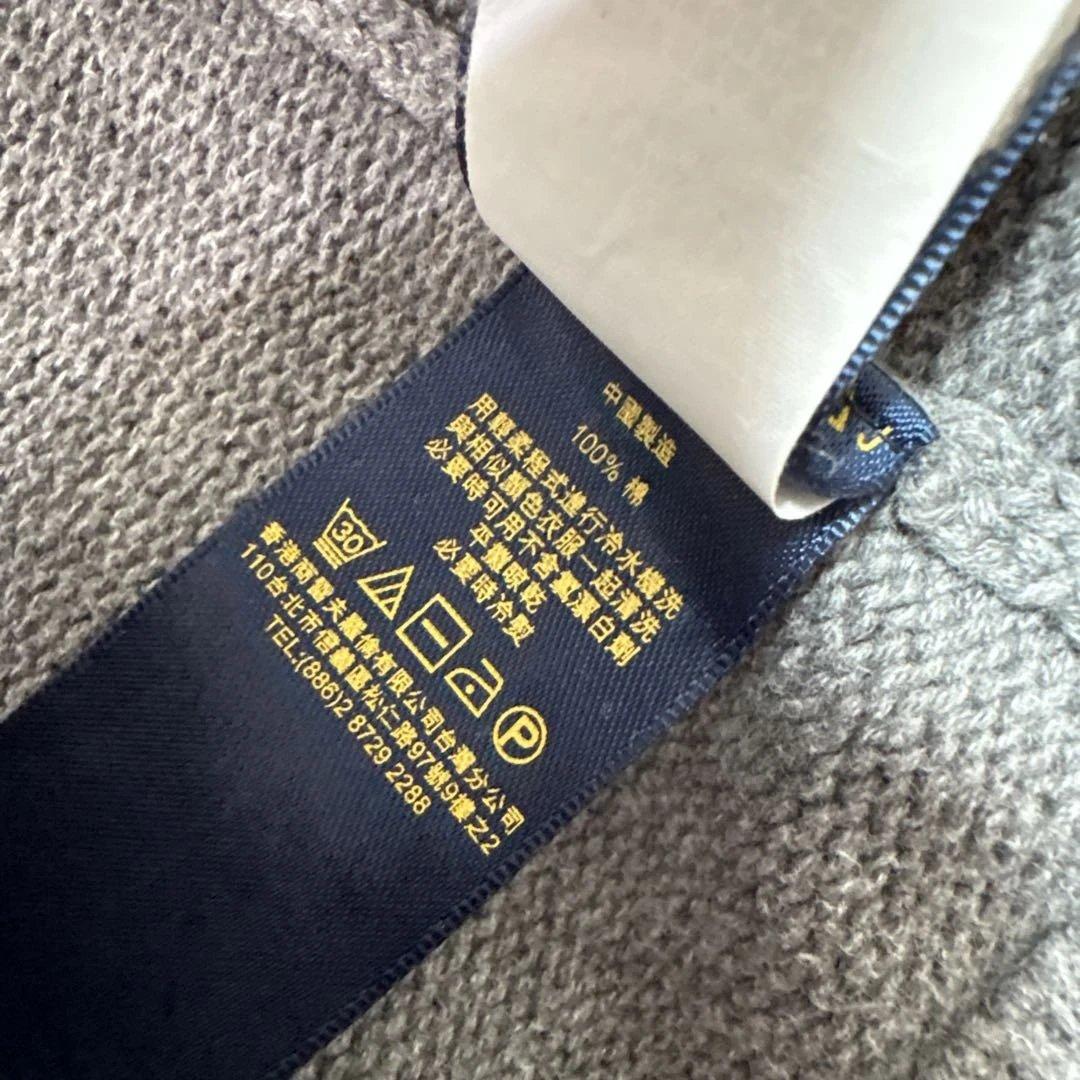 中國製造
100% 棉
用輕柔程式進行冷水機洗
與相似顏色衣服一起清洗
必要時可用不含氯漂白劑
平攤晾乾
必要時冷熨
30
P
香港商雷夫羅倫有限公司台灣分公司
110台北市信義區松仁路97號9樓之2
TEL:(886)2 8729 2288